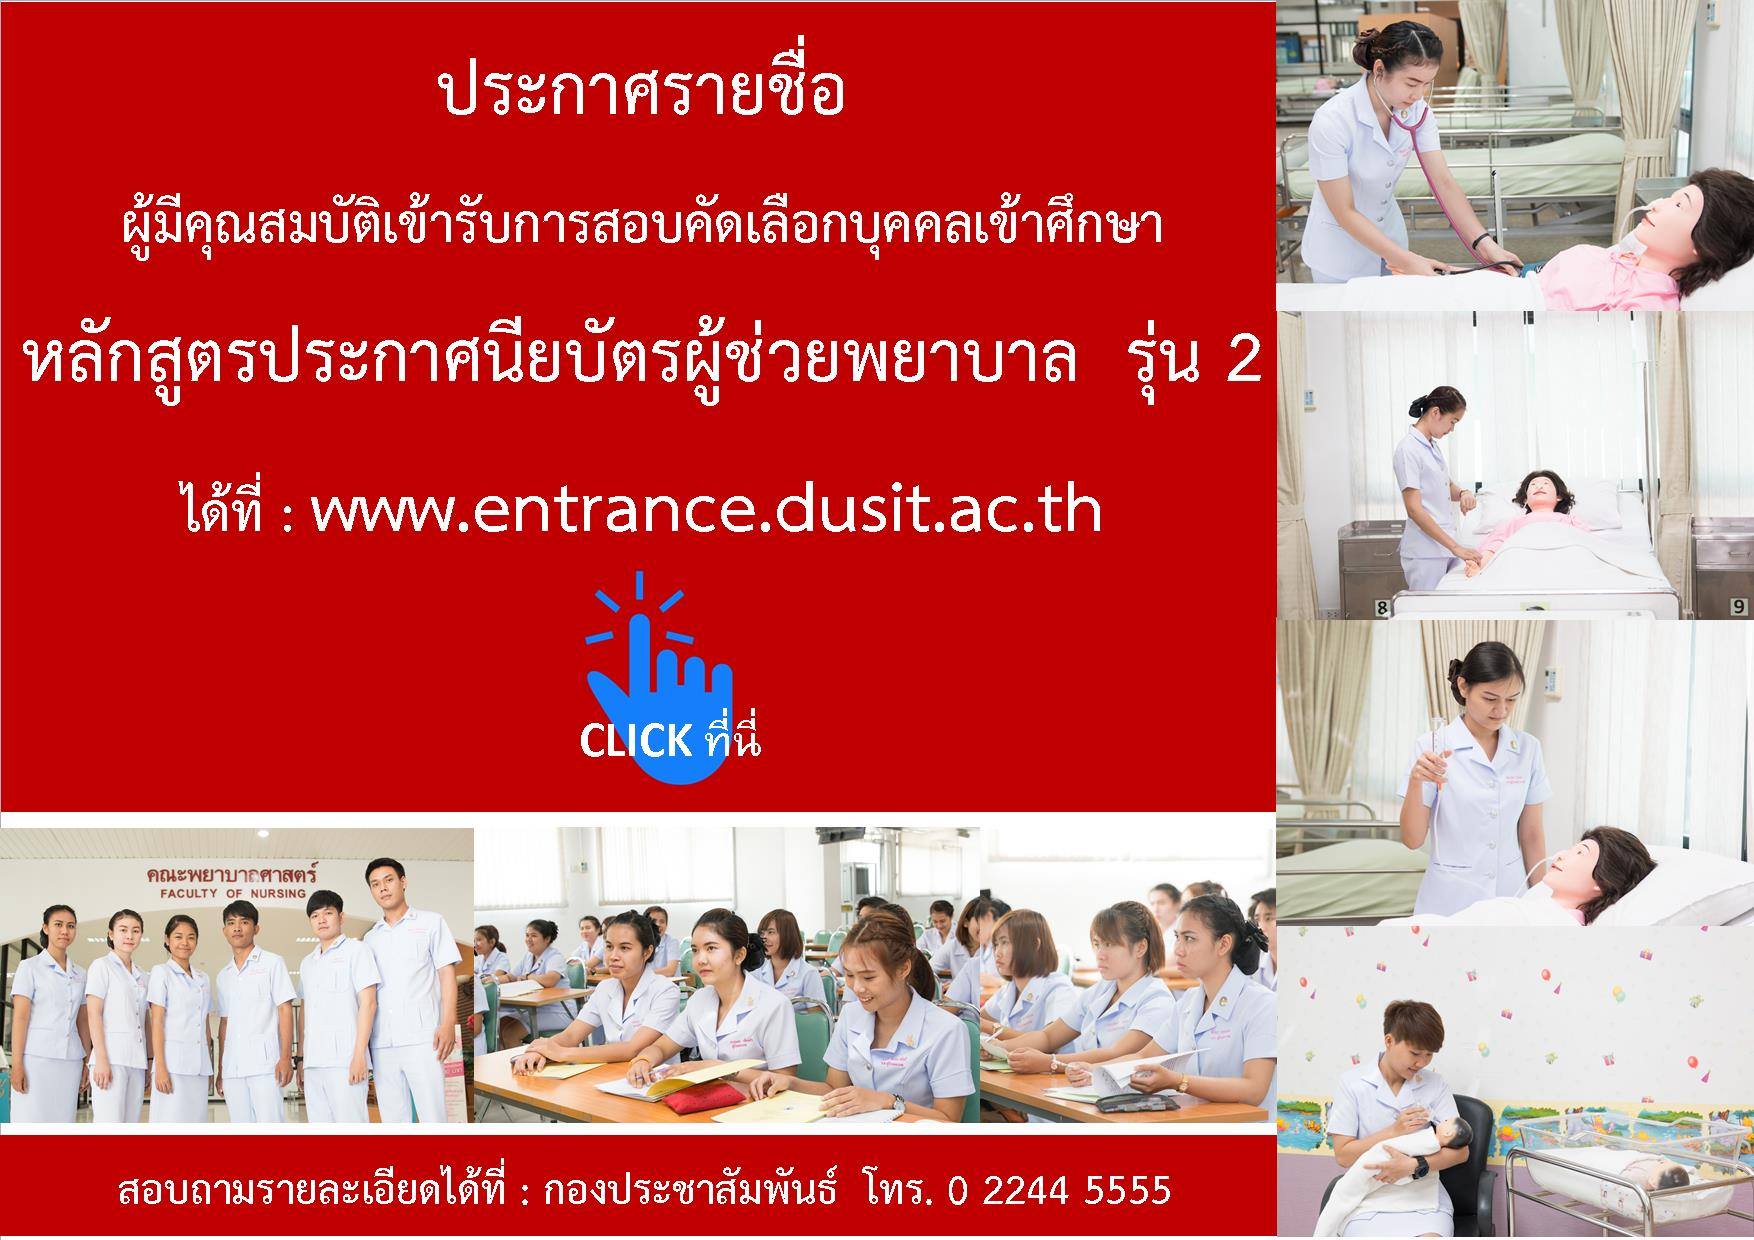 ประกาศรายชื่อ
ผู้มีคุณสมบัติเข้ารับการสอบคัดเลือกบุคคลเข้าศึกษา
หลักสูตรประกาศนียบัตรผู้ช่วยพยาบาล รุ่น 2
ได้ที่ : www.entrance.dusit.ac.th
CLICK ที่นี่
8
9
คณะพยาบาลศาสตร์
FACULTY OF NURSING
สอบถามรายละเอียดได้ที่ : กองประชาสัมพันธ์ โทร. 0 2244 5555